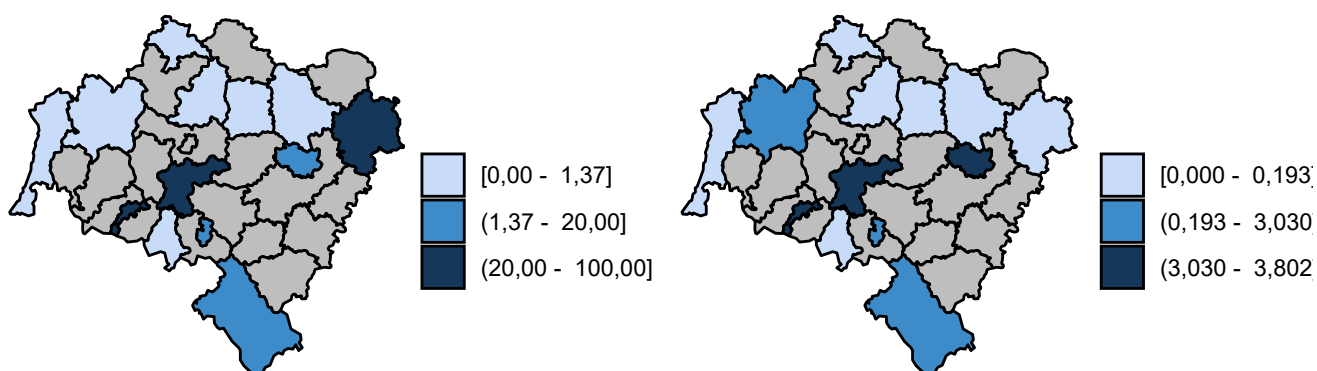 [0,00 - 1,37]
(1,37 - 20,00]
(20,00 - 100,00]
[0,000 - 0,193]
(0,193 - 3,030]
(3,030 - 3,802]